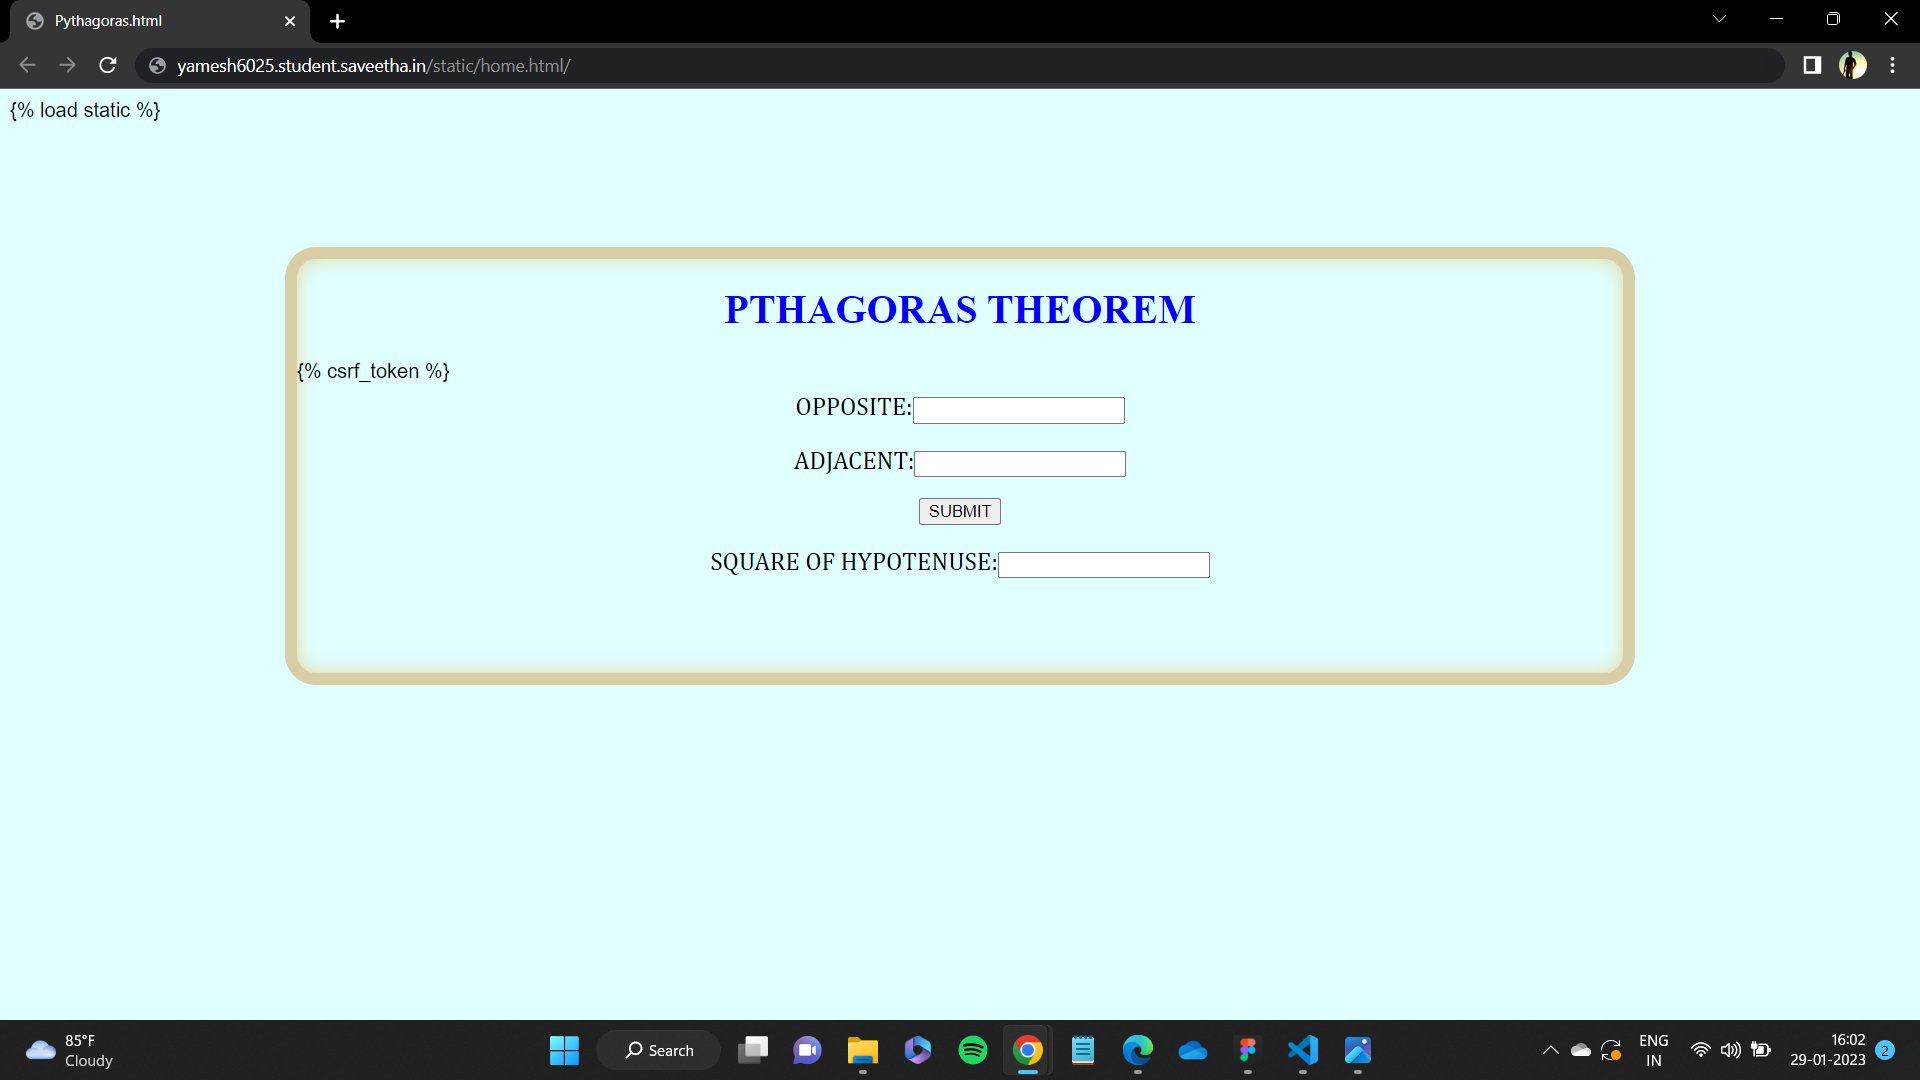 Pythagoras.html
yamesh6025.student.saveetha.in/static/home.html/
{% load static %}
PTHAGORAS THEOREM
{% csrf_token %}
OPPOSITE:
ADJACENT:
SUBMIT
SQUARE OF HYPOTENUSE:
85°F
Cloudy
Search
ENG
IN
16:02
29-01-2023
2